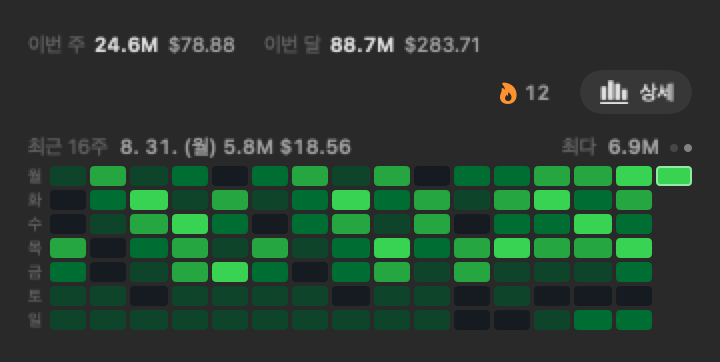 이번 주 24.6M $78.88 이번 달 88.7M $283.71
12 상세
최근 16주 8. 31. (월) 5.8M $18.56 최다 6.9M
월
화
수
목
금
토
일